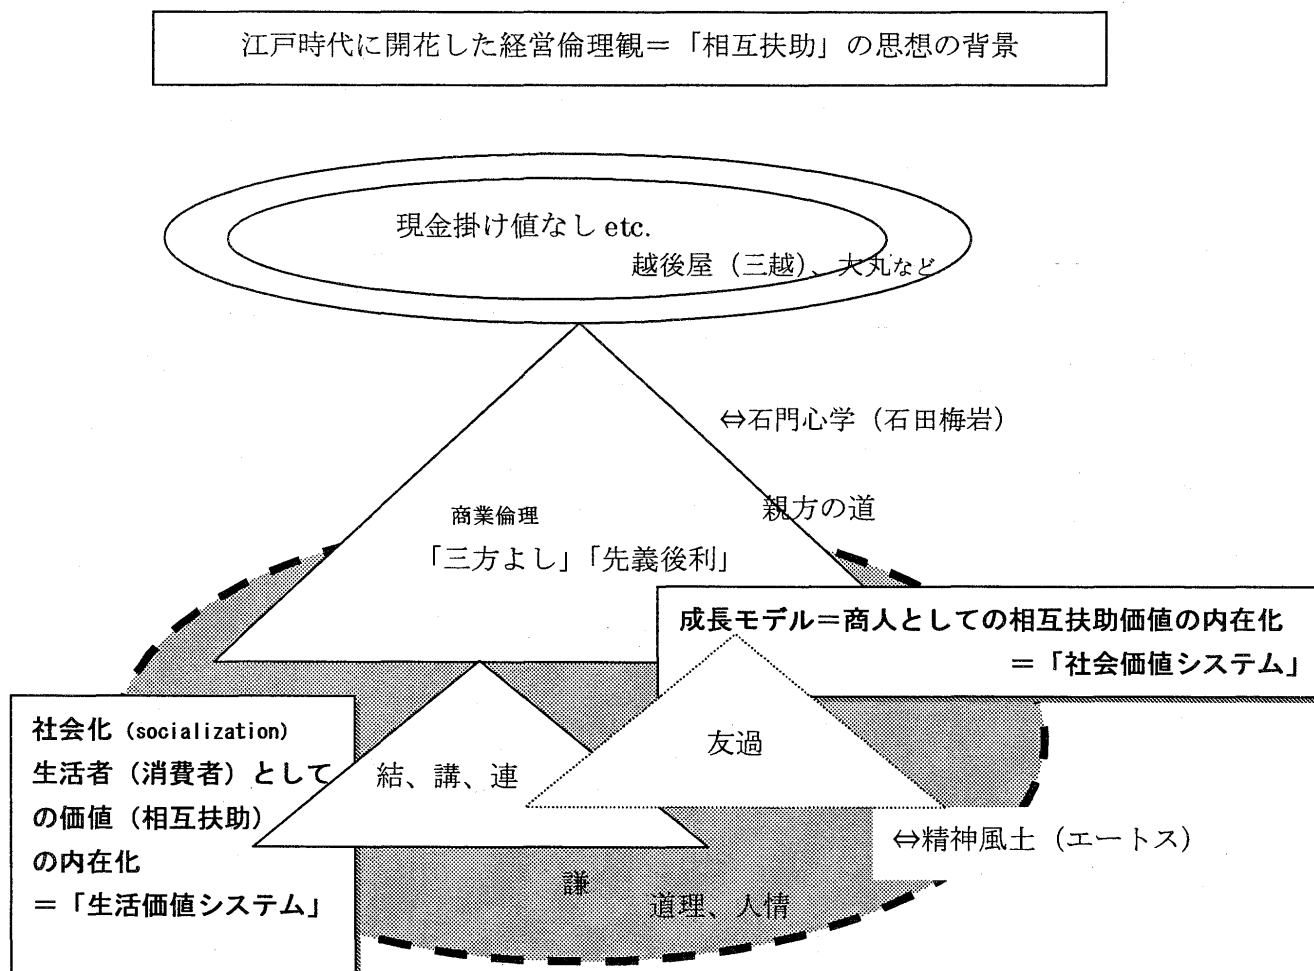 江戸時代に開花した経営倫理観＝「相互扶助」の思想の背景
現金掛け値なし etc.
越後屋（三越）、大丸など
⇔石門心学（石田梅岩）
親方の道
商業倫理
「三方よし」「先義後利」
成長モデル＝商人としての相互扶助価値の内在化
＝「社会価値システム」
社会化（socialization）
生活者（消費者）として
の価値（相互扶助）
の内在化
＝「生活価値システム」
結、講、連
友過
⇔精神風土（エートス）
謙
道理、人情